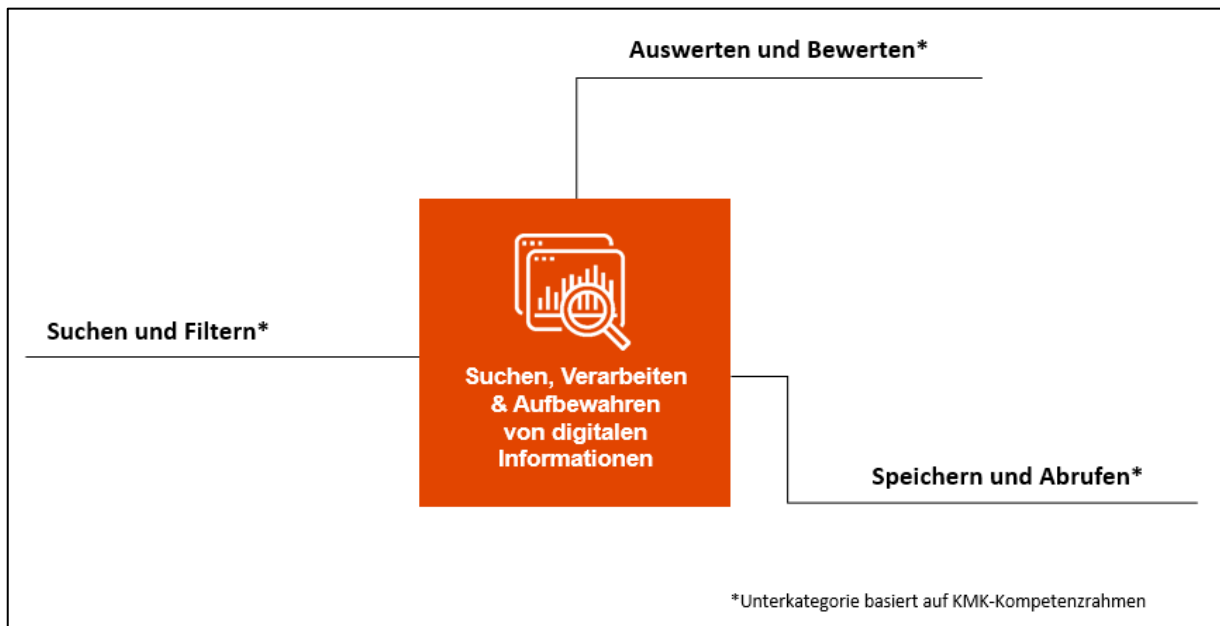 Auswerten und Bewerten*
Suchen und Filtern*
Suchen, Verarbeiten
& Aufbewahren
von digitalen
Informationen
Speichern und Abrufen*
*Unterkategorie basiert auf KMK-Kompetenzrahmen